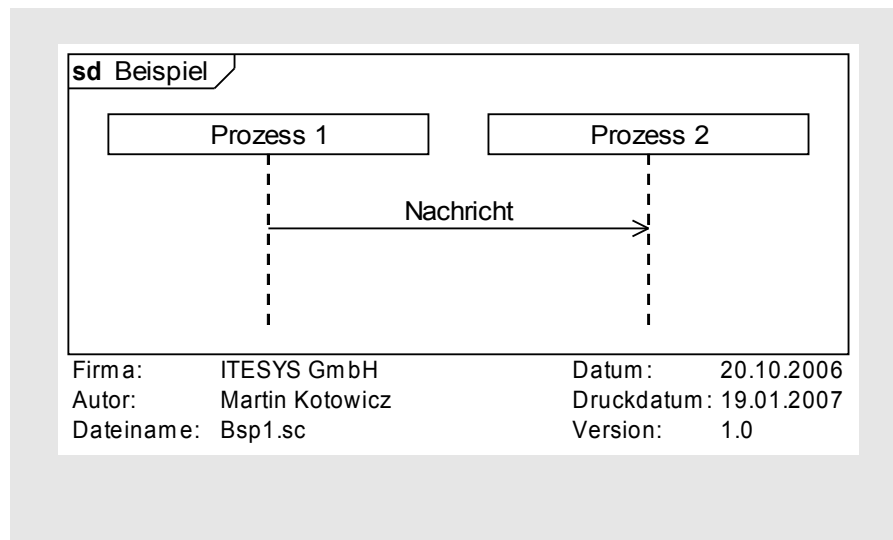 sd Beispiel
Prozess 1 Prozess 2
Nachricht
Firma: ITESYS GmbH Datum: 20.10.2006
Autor: Martin Kotowicz Druckdatum: 19.01.2007
Dateiname: Bsp1.sc Version: 1.0